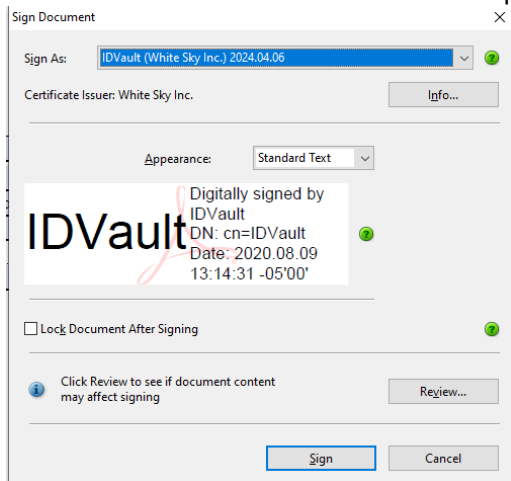 Sign Document
Sign As: IDVault (White Sky Inc.) 2024.04.06
Certificate Issuer: White Sky Inc. Info...
Appearance: Standard Text
IDVault
Digitally signed by
IDVault
DN: cn=IDVault
Date: 2020.08.09
13:14:31 -05'00'
Lock Document After Signing
Click Review to see if document content
may affect signing
Review...
Sign Cancel